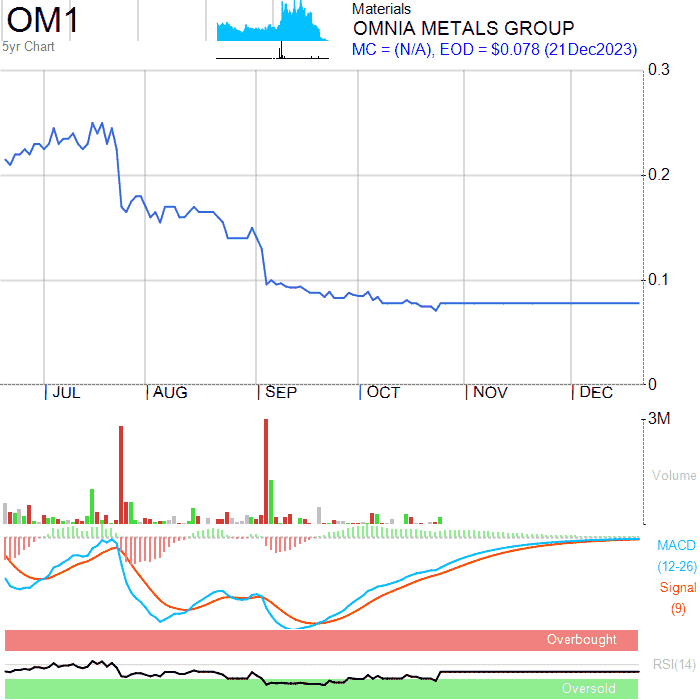 OM1
5yr Chart
Materials
OMNIA METALS GROUP
MC = (N/A), EOD = $0.078 (21Dec2023)
0.3
0.2
0.1
0
JUL AUG SEP OCT NOV DEC
3M
Volume
MACD
(12-26)
Signal
(9)
Overbought
RSI(14)
Oversold